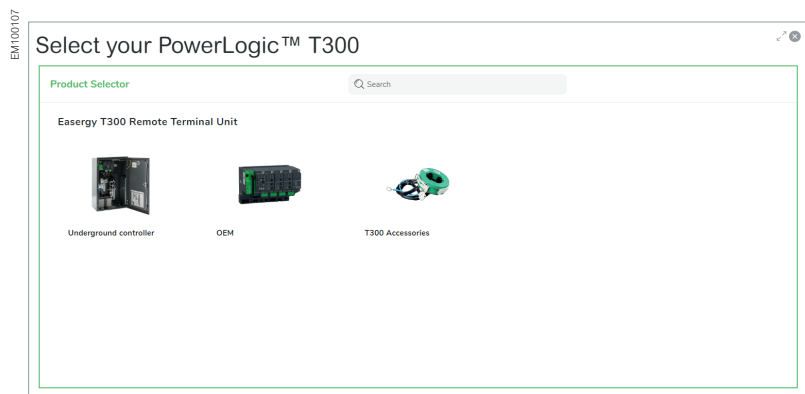 EM100107
Select your PowerLogic™ T300
Product Selector
Search
Easergy T300 Remote Terminal Unit
Underground controller
OEM
T300 Accessories